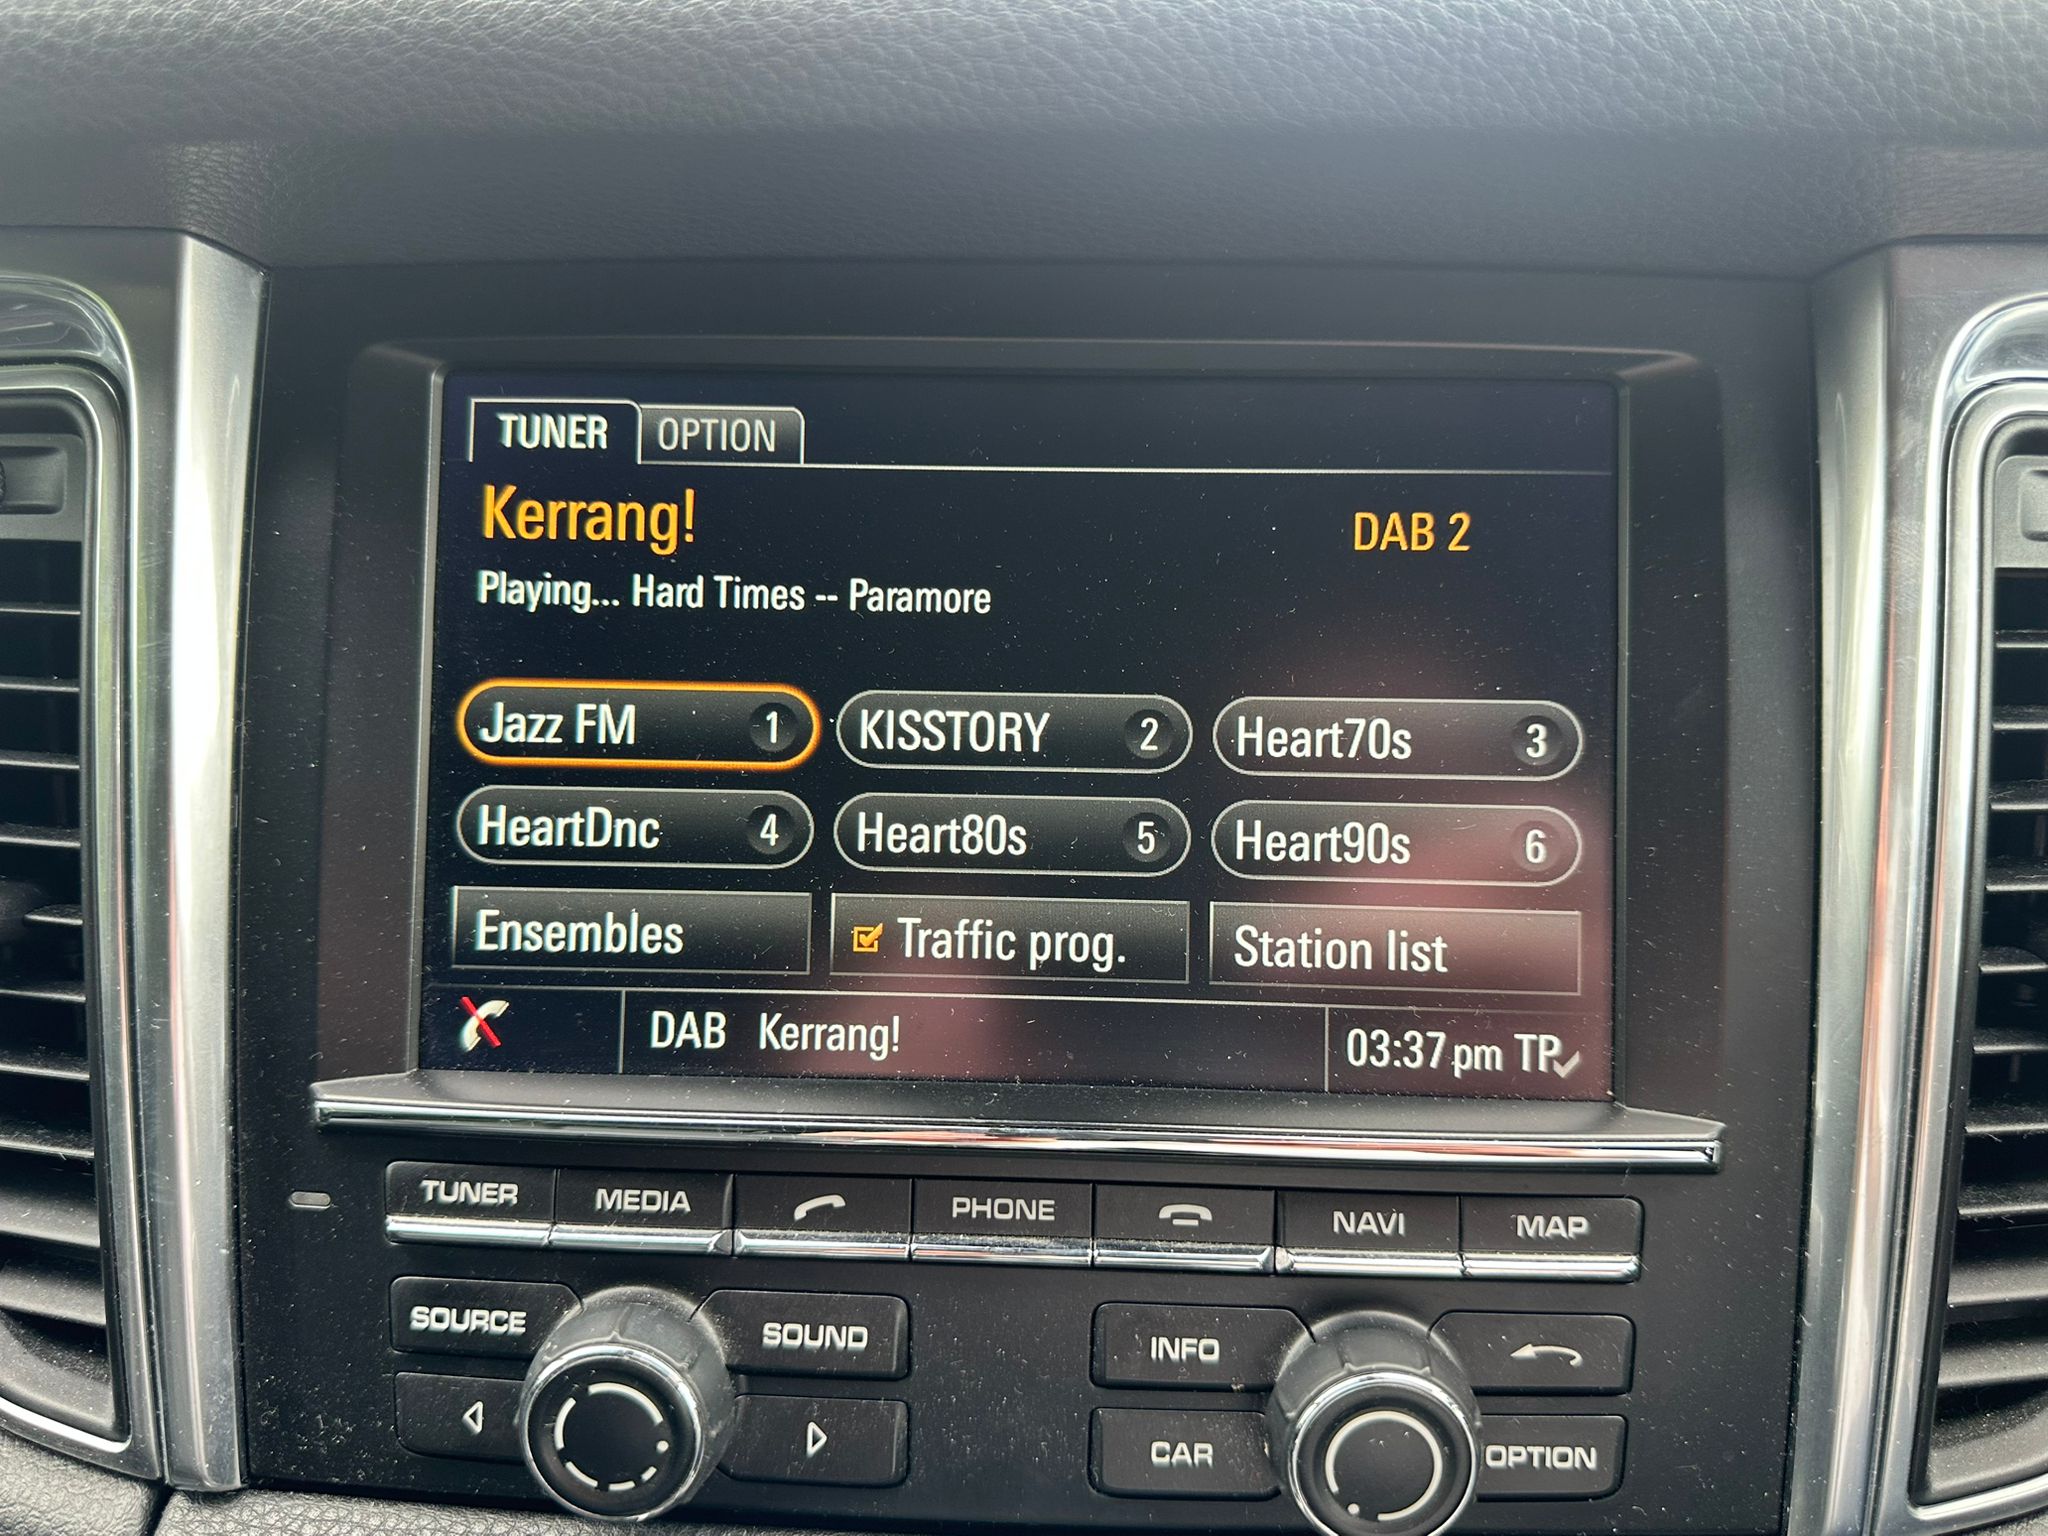 TUNER OPTION
Kerrang! DAB 2
Playing... Hard Times -- Paramore
Jazz FM 1 KISSTORY 2 Heart70s 3
HeartDnc 4 Heart80s 5 Heart90s 6
Ensembles Traffic prog. Station list
DAB Kerrang! 03:37 pm TP
TUNER MEDIA PHONE NAVI MAP
SOURCE SOUND INFO
CAR OPTION